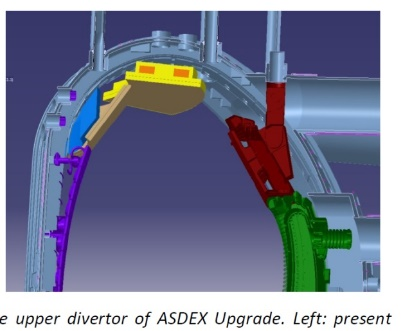 e upper divertor of ASDEX Upgrade. Left: present